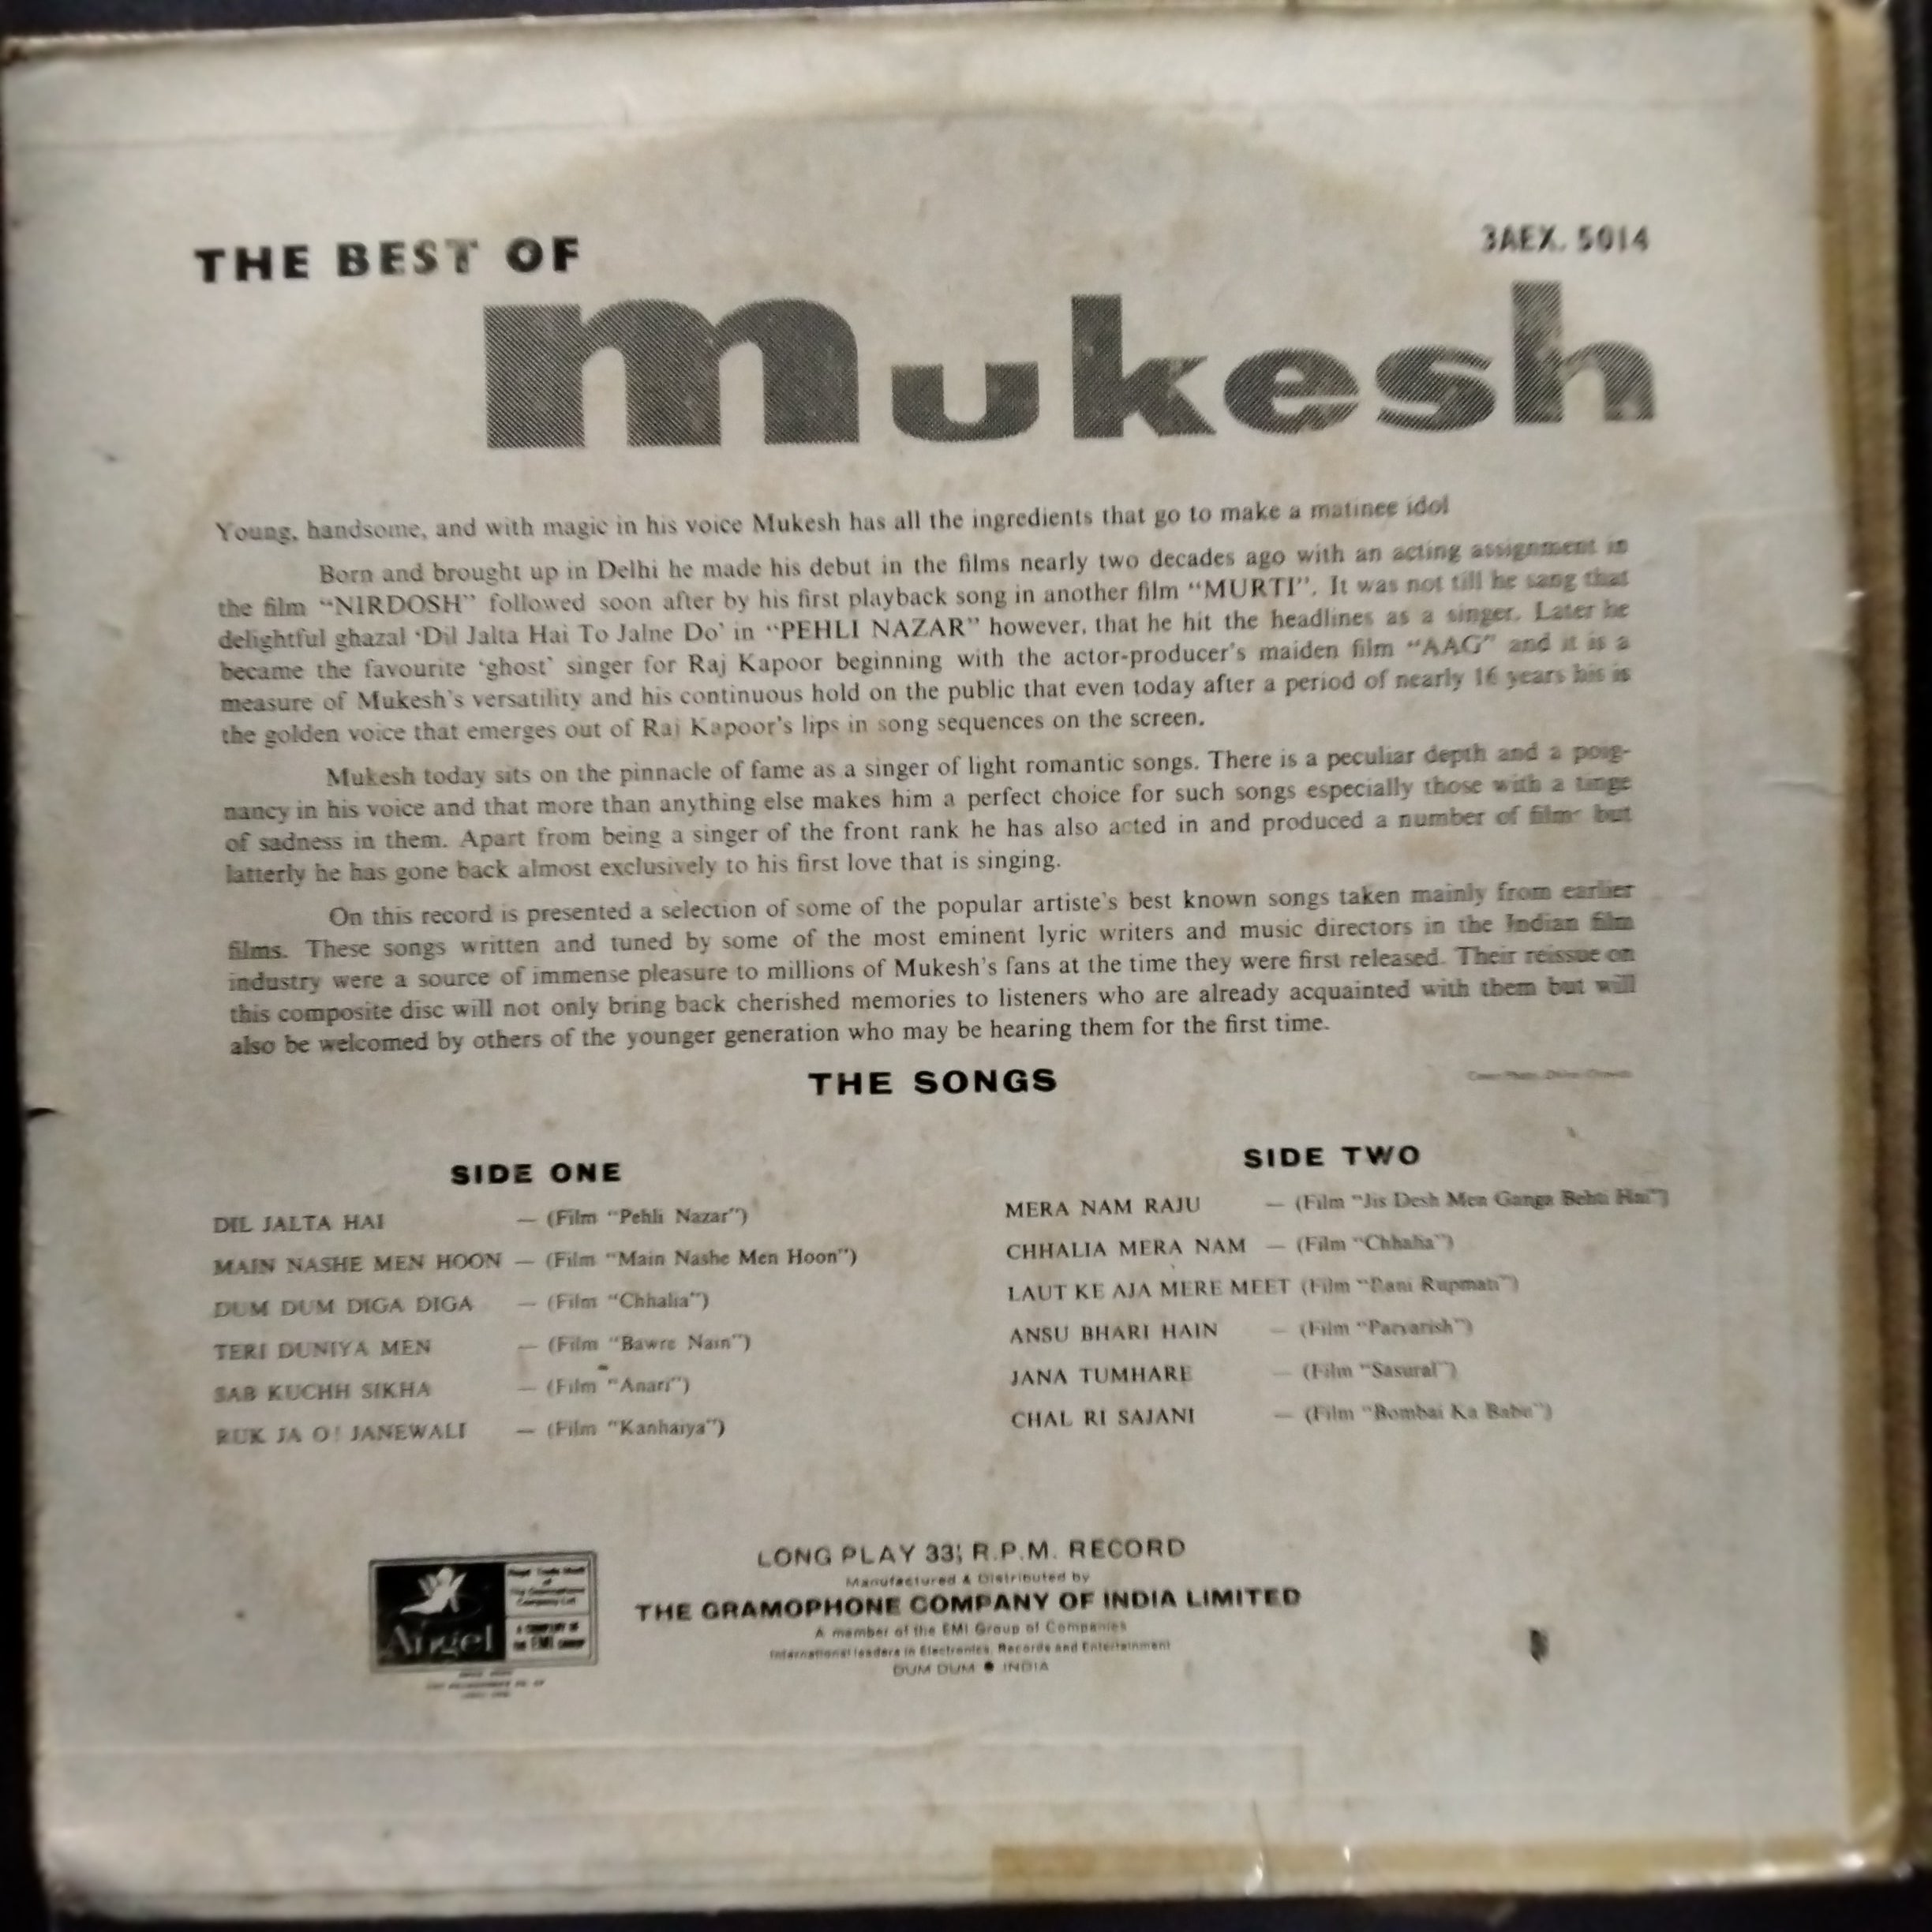 THE BEST OF
3AEX. 5014
mukesh
Young, handsome, and with magic in his voice Mukesh has all the ingredients that go to make a matinee idol
Born and brought up in Delhi he made his debut in the films nearly two decades ago with an acting assignment in
the film “NIRDOSH” followed soon after by his first playback song in another film “MURTI”. It was not till he sang that
delightful ghazal ‘Dil Jalta Hai To Jalne Do’ in “PEHLI NAZAR” however, that he hit the headlines as a singer. Later he
became the favourite ‘ghost’ singer for Raj Kapoor beginning with the actor-producer’s maiden film “AAG” and it is a
measure of Mukesh’s versatility and his continuous hold on the public that even today after a period of nearly 16 years his is
the golden voice that emerges out of Raj Kapoor’s lips in song sequences on the screen.
Mukesh today sits on the pinnacle of fame as a singer of light romantic songs. There is a peculiar depth and a poig-
nancy in his voice and that more than anything else makes him a perfect choice for such songs especially those with a tinge
of sadness in them. Apart from being a singer of the front rank he has also acted in and produced a number of films but
latterly he has gone back almost exclusively to his first love that is singing.
On this record is presented a selection of some of the popular artiste’s best known songs taken mainly from earlier
films. These songs written and tuned by some of the most eminent lyric writers and music directors in the Indian film
industry were a source of immense pleasure to millions of Mukesh’s fans at the time they were first released. Their reissue on
this composite disc will not only bring back cherished memories to listeners who are already acquainted with them but will
also be welcomed by others of the younger generation who may be hearing them for the first time.
THE SONGS
SIDE ONE
DIL JALTA HAI — (Film “Pehli Nazar”)
MAIN NASHE MEN HOON — (Film “Main Nashe Men Hoon”)
DUM DUM DIGA DIGA — (Film “Chhalia”)
TERI DUNIYA MEN — (Film “Bawre Nain”)
SAB KUCHH SIKHA — (Film “Anari”)
RUK JA O! JANEWALI — (Film “Kanhaiya”)
SIDE TWO
MERA NAM RAJU — (Film “Jis Desh Men Ganga Behti Hai”)
CHHALIA MERA NAM — (Film “Chhalia”)
LAUT KE AJA MERE MEET (Film “Rani Rupmati”)
ANSU BHARI HAIN — (Film “Parvarish”)
JANA TUMHARE — (Film “Sasural”)
CHAL RI SAJANI — (Film “Bombai Ka Babu”)
LONG PLAY 33⅓ R.P.M. RECORD
Manufactured & Distributed by
THE GRAMOPHONE COMPANY OF INDIA LIMITED
A member of the EMI Group of Companies
International leaders in Electronics, Records and Entertainment
DUM DUM ● INDIA
Angel